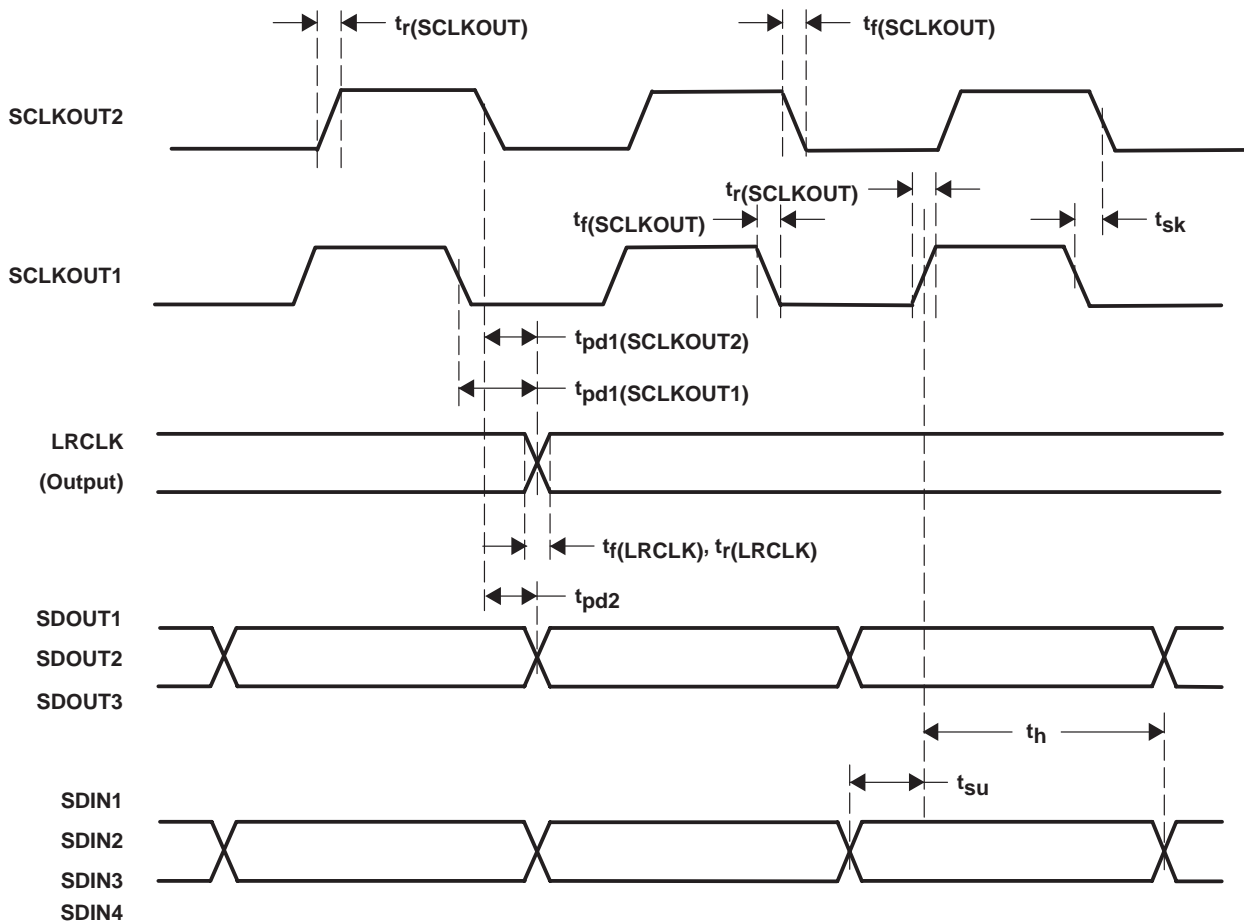 tr(SCLKOUT)
tf(SCLKOUT)
SCLKOUT2
tr(SCLKOUT)
tf(SCLKOUT)
tsk
SCLKOUT1
tpd1(SCLKOUT2)
tpd1(SCLKOUT1)
LRCLK
(Output)
tf(LRCLK), tr(LRCLK)
tpd2
SDOUT1
SDOUT2
SDOUT3
th
tsu
SDIN1
SDIN2
SDIN3
SDIN4